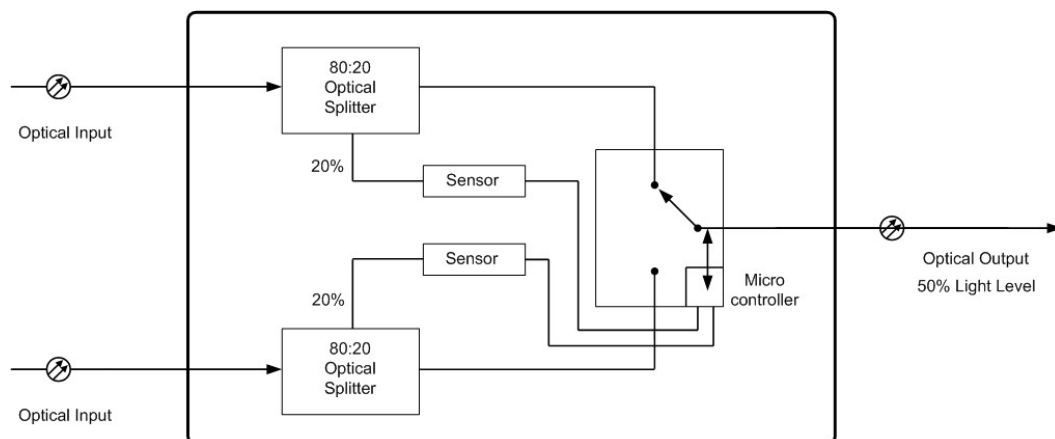 80:20
Optical
Splitter
Optical Input
20%
Sensor
Sensor
20%
Micro
controller
Optical Output
50% Light Level
80:20
Optical
Splitter
Optical Input